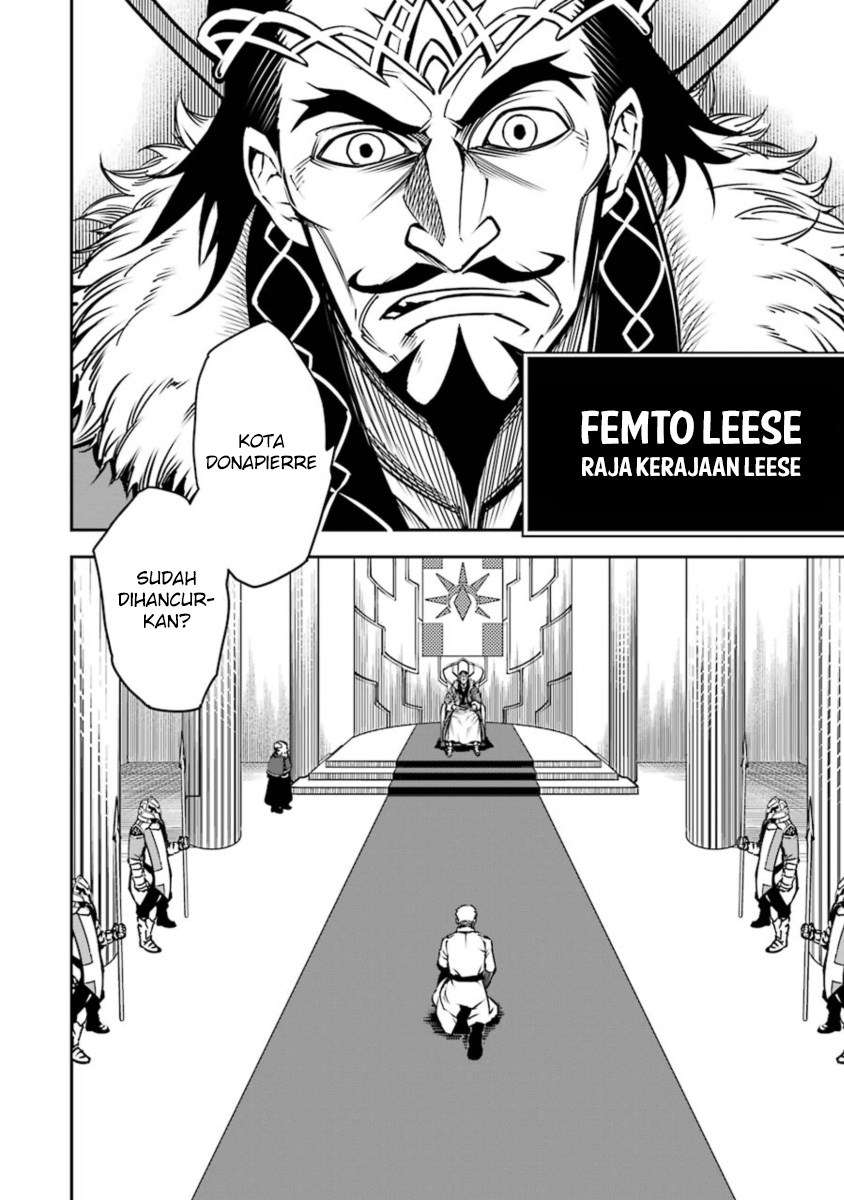 FEMTO LEESE
RAJA KERAJAAN LEESE
KOTA
DONAPIERRE
SUDAH
DIHANCUR-
KAN?